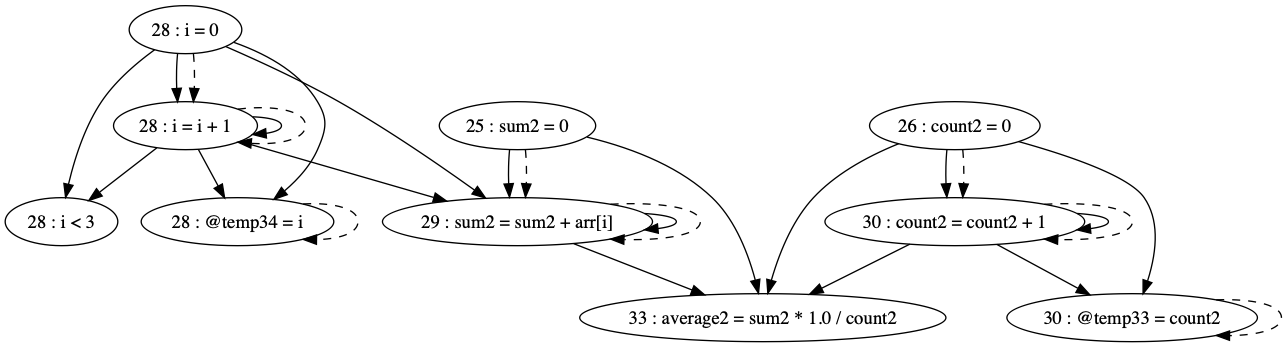 28 : i = 0
28 : i = i + 1
25 : sum2 = 0
26 : count2 = 0
28 : i < 3
28 : @temp34 = i
29 : sum2 = sum2 + arr[i]
30 : count2 = count2 + 1
33 : average2 = sum2 * 1.0 / count2
30 : @temp33 = count2